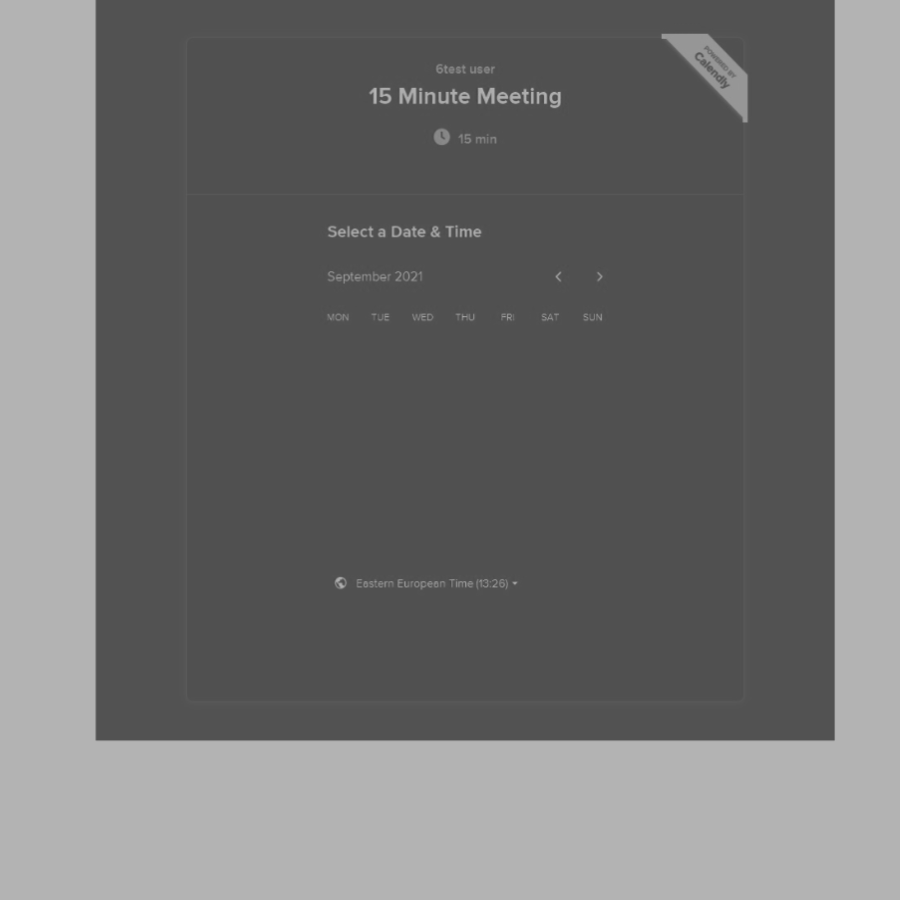 POWERED BY
Calendly
6test user
15 Minute Meeting
15 min
Select a Date & Time
September 2021
MON TUE WED THU FRI SAT SUN
Eastern European Time (13:26)